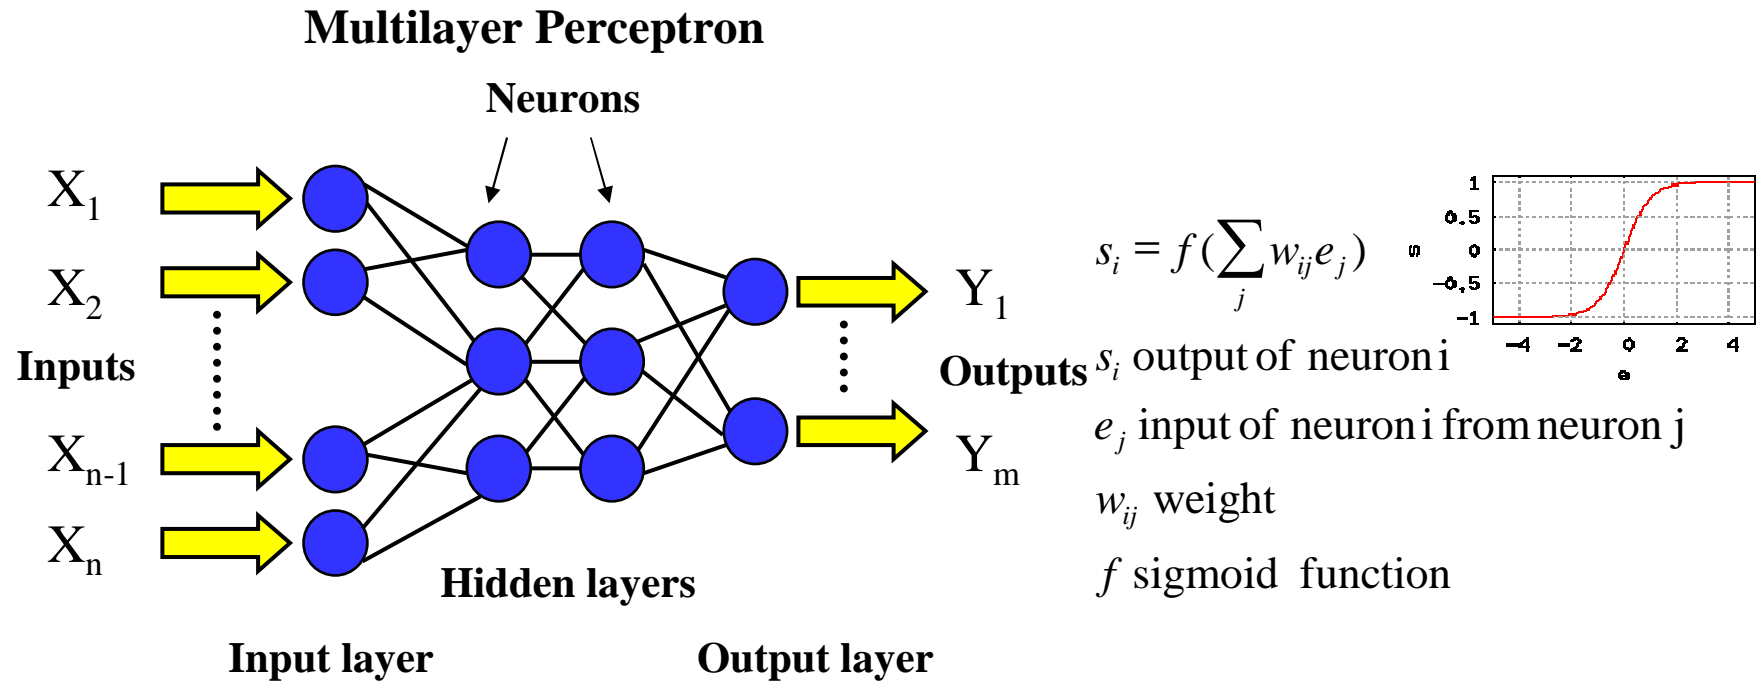 Multilayer Perceptron
Neurons
X1
X2
Inputs
Xn-1
Xn
Hidden layers
Input layer
Output layer
Y1
Outputs
Ym
s_i = f(∑_j w_ij e_j)
s_i output of neuron i
e_j input of neuron i from neuron j
w_ij weight
f sigmoid function
1
0.5
0
-0.5
-1
s
-4 -2 0 2 4
a